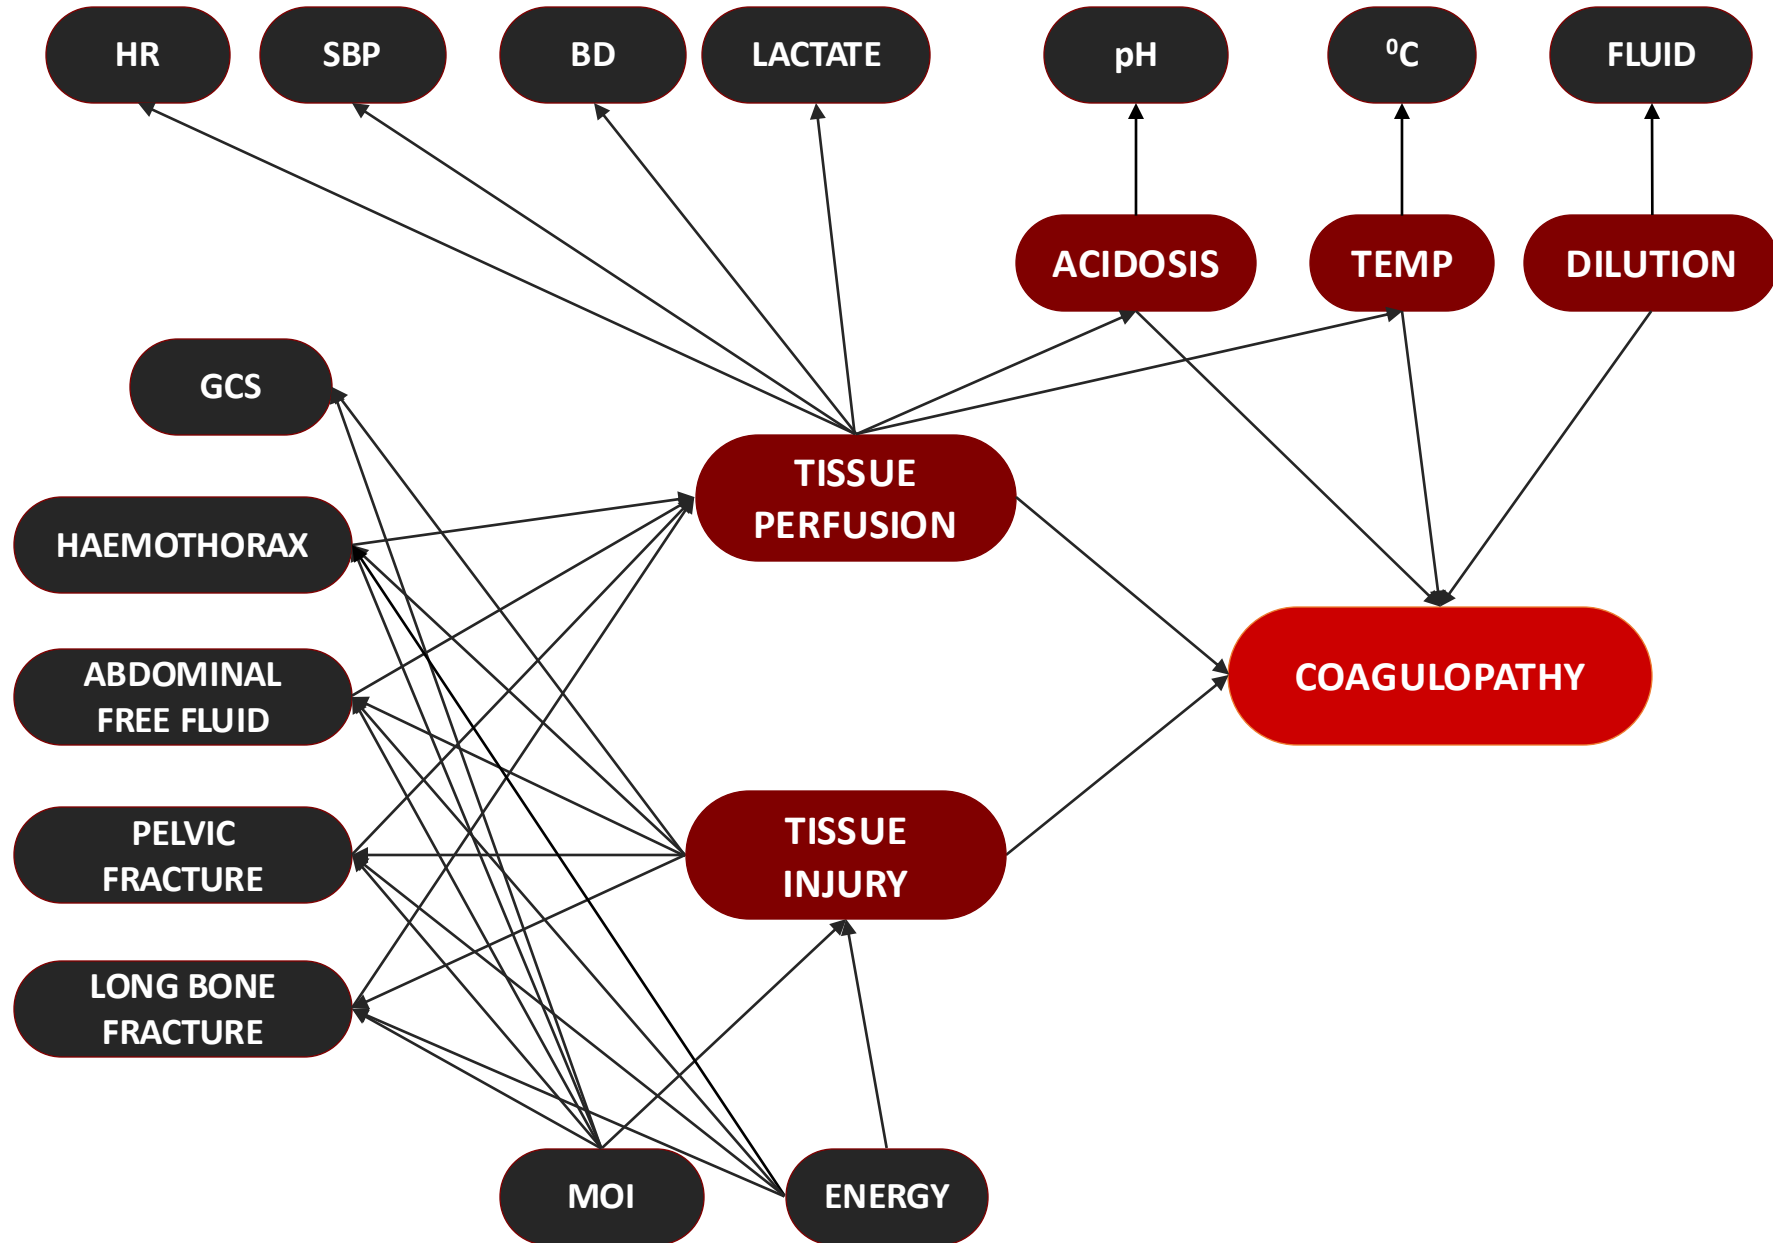 HR
SBP
BD
LACTATE
pH
⁰C
FLUID
ACIDOSIS
TEMP
DILUTION
GCS
TISSUE
PERFUSION
HAEMOTHORAX
ABDOMINAL
FREE FLUID
COAGULOPATHY
PELVIC
FRACTURE
TISSUE
INJURY
LONG BONE
FRACTURE
MOI
ENERGY